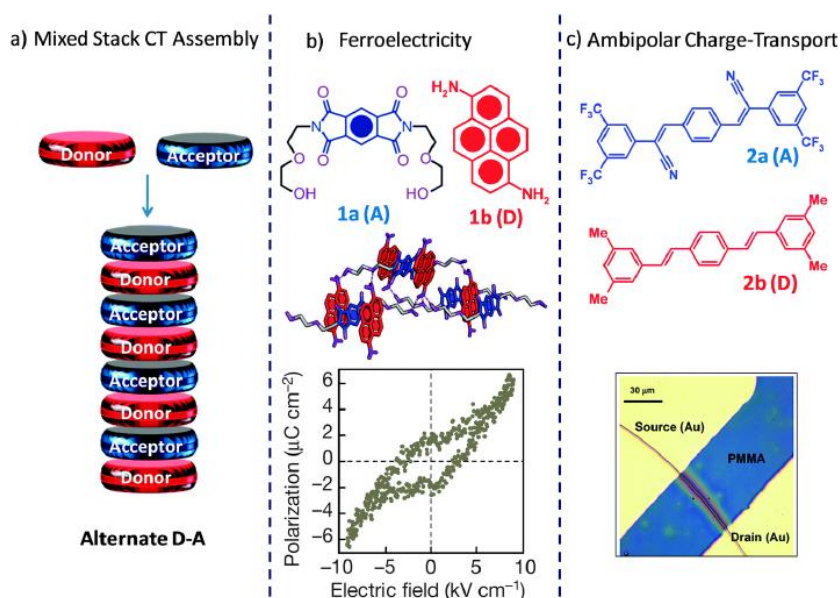 a) Mixed Stack CT Assembly
Donor
Acceptor
Acceptor
Donor
Acceptor
Donor
Acceptor
Donor
Acceptor
Donor
Alternate D-A
b) Ferroelectricity
O
O
N
N
O
O
O
O
OH
HO
1a (A)
H₂N
NH₂
1b (D)
Polarization (µC cm⁻²)
6
4
2
0
−2
−4
−6
−10
−5
0
5
10
Electric field (kV cm⁻¹)
c) Ambipolar Charge-Transport
CF₃
F₃C
N
N
CF₃
CF₃
2a (A)
Me
Me
Me
Me
2b (D)
30 µm
Source (Au)
PMMA
Drain (Au)